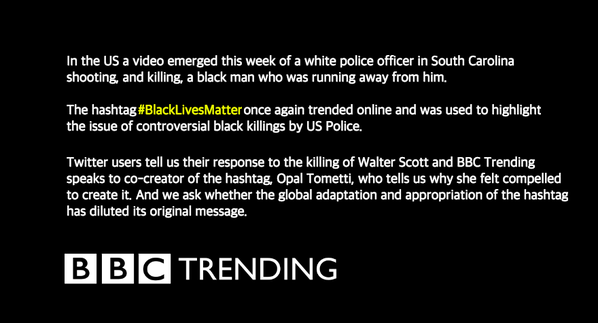 In the US a video emerged this week of a white police officer in South Carolina
shooting, and killing, a black man who was running away from him.
The hashtag #BlackLivesMatter once again trended online and was used to highlight
the issue of controversial black killings by US Police.
Twitter users tell us their response to the killing of Walter Scott and BBC Trending
speaks to co-creator of the hashtag, Opal Tometti, who tells us why she felt compelled
to create it. And we ask whether the global adaptation and appropriation of the hashtag
has diluted its original message.
BBC TRENDING